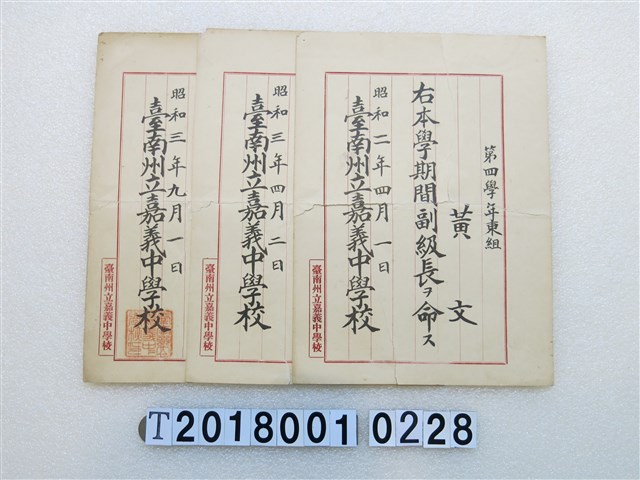 第四學年東組
黃 文
右本學期間副級長ヲ命ス
昭和二年四月一日
臺南州立嘉義中學校
臺南州立嘉義中學校
昭和三年四月二日
臺南州立嘉義中學校
臺南州立嘉義中學校
昭和三年九月一日
臺南州立嘉義中學校
臺南州立嘉義中學校
T2018001 0228